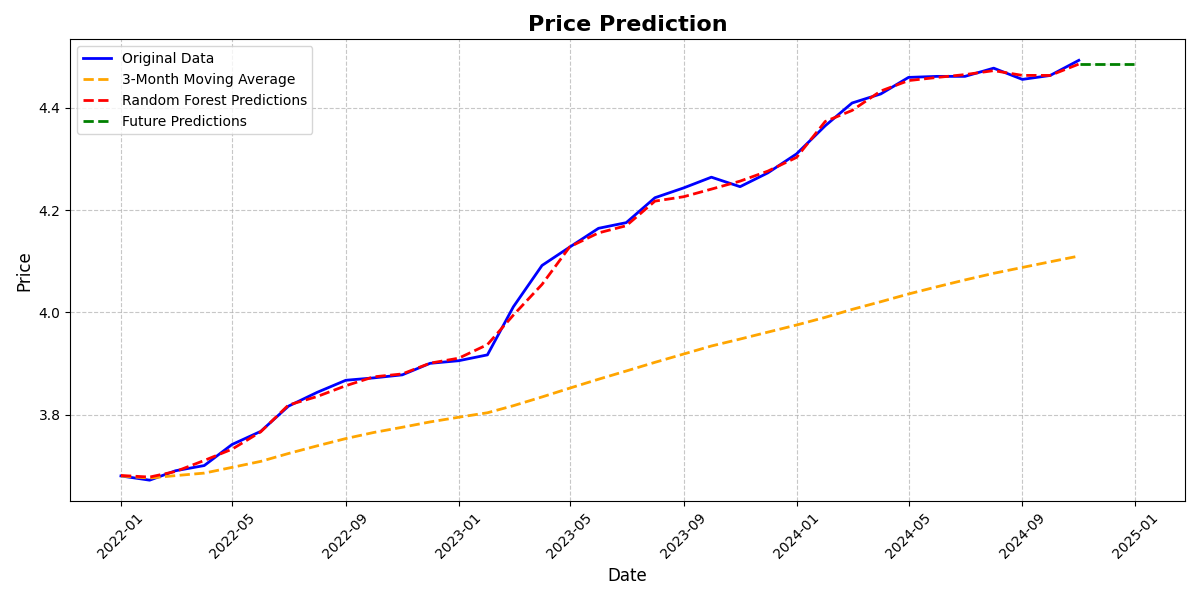 Price Prediction
Original Data
3-Month Moving Average
Random Forest Predictions
Future Predictions
Price
4.4
4.2
4.0
3.8
2022-01
2022-05
2022-09
2023-01
2023-05
2023-09
2024-01
2024-05
2024-09
2025-01
Date